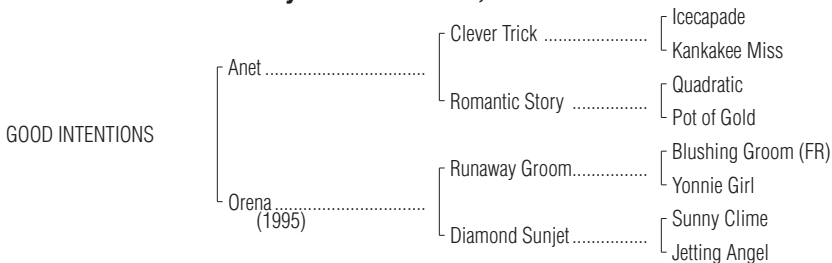 Icecapade
Clever Trick ......................
Kankakee Miss
Anet ..................................
Quadratic
Romantic Story ................
Pot of Gold
GOOD INTENTIONS
Blushing Groom (FR)
Runaway Groom................
Yonnie Girl
Orena ................................
(1995)
Sunny Clime
Diamond Sunjet................
Jetting Angel